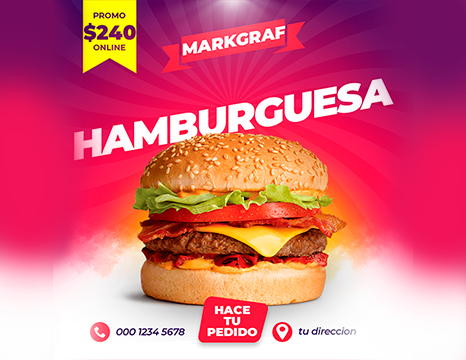 PROMO
$240
ONLINE
MARKGRAF
HAMBURGUESA
HACE
TU
PEDIDO
000 1234 5678
tu direccion